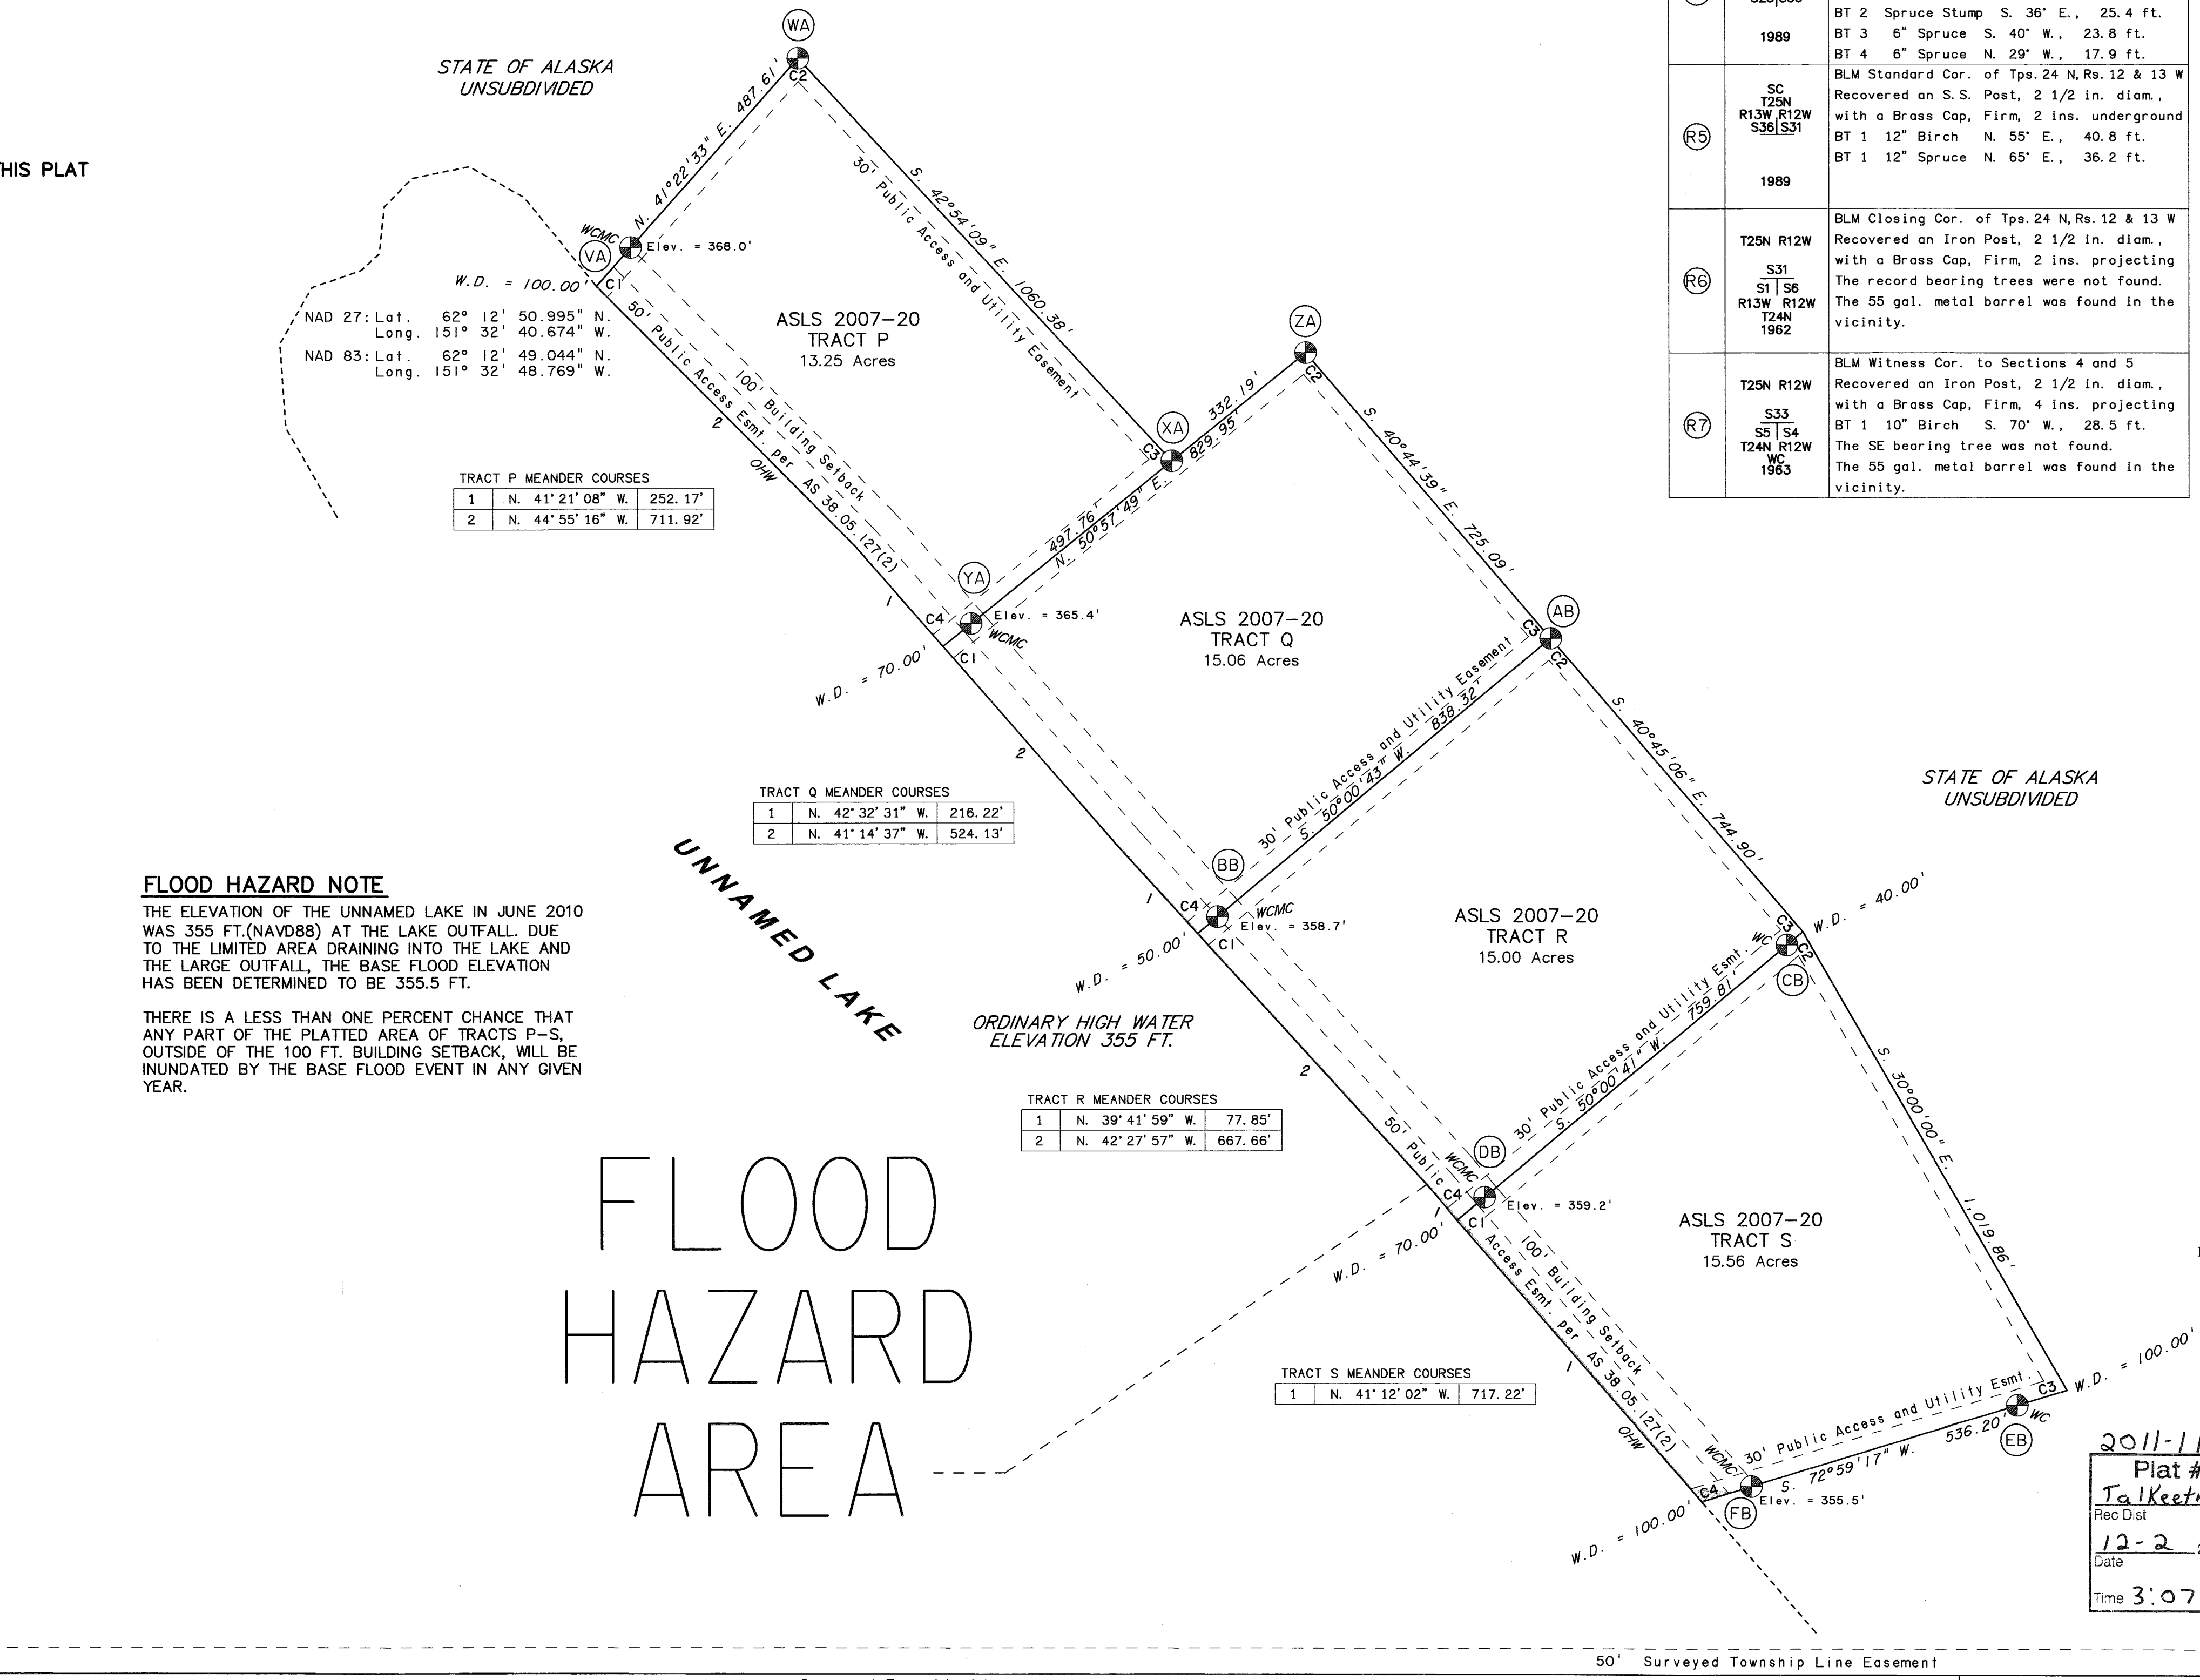 THIS PLAT
STATE OF ALASKA
UNSUBDIVIDED
WA
C2
N. 41°22'33" E. 487.61'
WCMC
VA
Elev. = 368.0'
W.D. = 100.00'
C1
NAD 27: Lat. 62° 12' 50.995" N.
Long. 151° 32' 40.674" W.
NAD 83: Lat. 62° 12' 49.044" N.
Long. 151° 32' 48.769" W.
S. 42°54'09" E. 1060.38'
30' Public Access and Utility Easement
ASLS 2007-20
TRACT P
13.25 Acres
50' Public Access Esmt. per AS 38.05.127(2)
100' Building Setback
2
OHW
1
TRACT P MEANDER COURSES
1 N. 41° 21' 08" W. 252.17'
2 N. 44° 55' 16" W. 711.92'
ZA
C2
XA
C3
332.19'
829.95'
497.76'
N. 50°57'49" E.
YA
C4
Elev. = 365.4'
WCMC
C1
W.D. = 70.00'
S. 40°44'39" E. 725.09'
ASLS 2007-20
TRACT Q
15.06 Acres
2
1
AB
C3
C2
30' Public Access and Utility Easement
S. 50°00'43" W. 838.32'
TRACT Q MEANDER COURSES
1 N. 42° 32' 31" W. 216.22'
2 N. 41° 14' 37" W. 524.13'
BB
C4
WCMC
Elev. = 358.7'
C1
W.D. = 50.00'
S. 40°45'06" E. 744.90'
STATE OF ALASKA
UNSUBDIVIDED
ASLS 2007-20
TRACT R
15.00 Acres
W.D. = 40.00'
C3
WC
C2
CB
UNNAMED LAKE
FLOOD HAZARD NOTE
THE ELEVATION OF THE UNNAMED LAKE IN JUNE 2010
WAS 355 FT.(NAVD88) AT THE LAKE OUTFALL. DUE
TO THE LIMITED AREA DRAINING INTO THE LAKE AND
THE LARGE OUTFALL, THE BASE FLOOD ELEVATION
HAS BEEN DETERMINED TO BE 355.5 FT.
THERE IS A LESS THAN ONE PERCENT CHANCE THAT
ANY PART OF THE PLATTED AREA OF TRACTS P-S,
OUTSIDE OF THE 100 FT. BUILDING SETBACK, WILL BE
INUNDATED BY THE BASE FLOOD EVENT IN ANY GIVEN
YEAR.
ORDINARY HIGH WATER
ELEVATION 355 FT.
2
30' Public Access and Utility Esmt.
S. 50°00'41" W. 759.81'
TRACT R MEANDER COURSES
1 N. 39° 41' 59" W. 77.85'
2 N. 42° 27' 57" W. 667.66'
S. 30°00'00" E. 1,019.86'
DB
WCMC
C4
Elev. = 359.2'
1
C1
W.D. = 70.00'
50' Public Access Esmt. per AS 38.05.127(2)
100' Building Setback
ASLS 2007-20
TRACT S
15.56 Acres
FLOOD
HAZARD
AREA
TRACT S MEANDER COURSES
1 N. 41° 12' 02" W. 717.22'
1
OHW
W.D. = 100.00'
C3
WC
EB
30' Public Access and Utility Esmt.
S. 72°59'17" W. 536.20'
WCMC
C4
Elev. = 355.5'
FB
W.D. = 100.00'
50' Surveyed Township Line Easement
BT 2 Spruce Stump S. 36° E., 25.4 ft.
1989
BT 3 6" Spruce S. 40° W., 23.8 ft.
BT 4 6" Spruce N. 29° W., 17.9 ft.
R5
SC
T25N
R13W R12W
S36 S31
1989
BLM Standard Cor. of Tps. 24 N, Rs. 12 & 13 W
Recovered an S.S. Post, 2 1/2 in. diam.,
with a Brass Cap, Firm, 2 ins. underground
BT 1 12" Birch N. 55° E., 40.8 ft.
BT 1 12" Spruce N. 65° E., 36.2 ft.
R6
T25N R12W
S31
S1 S6
R13W R12W
T24N
1962
BLM Closing Cor. of Tps. 24 N, Rs. 12 & 13 W
Recovered an Iron Post, 2 1/2 in. diam.,
with a Brass Cap, Firm, 2 ins. projecting
The record bearing trees were not found.
The 55 gal. metal barrel was found in the
vicinity.
R7
T25N R12W
S33
S5 S4
T24N R12W
WC
1963
BLM Witness Cor. to Sections 4 and 5
Recovered an Iron Post, 2 1/2 in. diam.,
with a Brass Cap, Firm, 4 ins. projecting
BT 1 10" Birch S. 70° W., 28.5 ft.
The SE bearing tree was not found.
The 55 gal. metal barrel was found in the
vicinity.
2011-11
Plat #
Talkeetn
Rec Dist
12-2
Date
Time 3:07